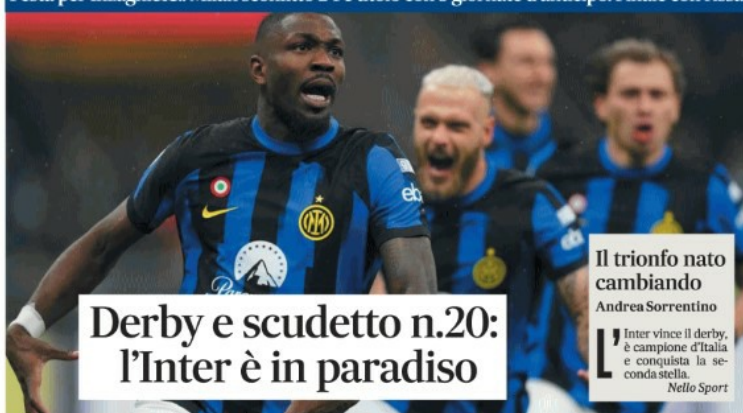 Derby e scudetto n.20:
l'Inter è in paradiso
Il trionfo nato
cambiando
Andrea Sorrentino
L'Inter vince il derby,
è campione d'Italia
e conquista la se-
conda stella.
Nello Sport